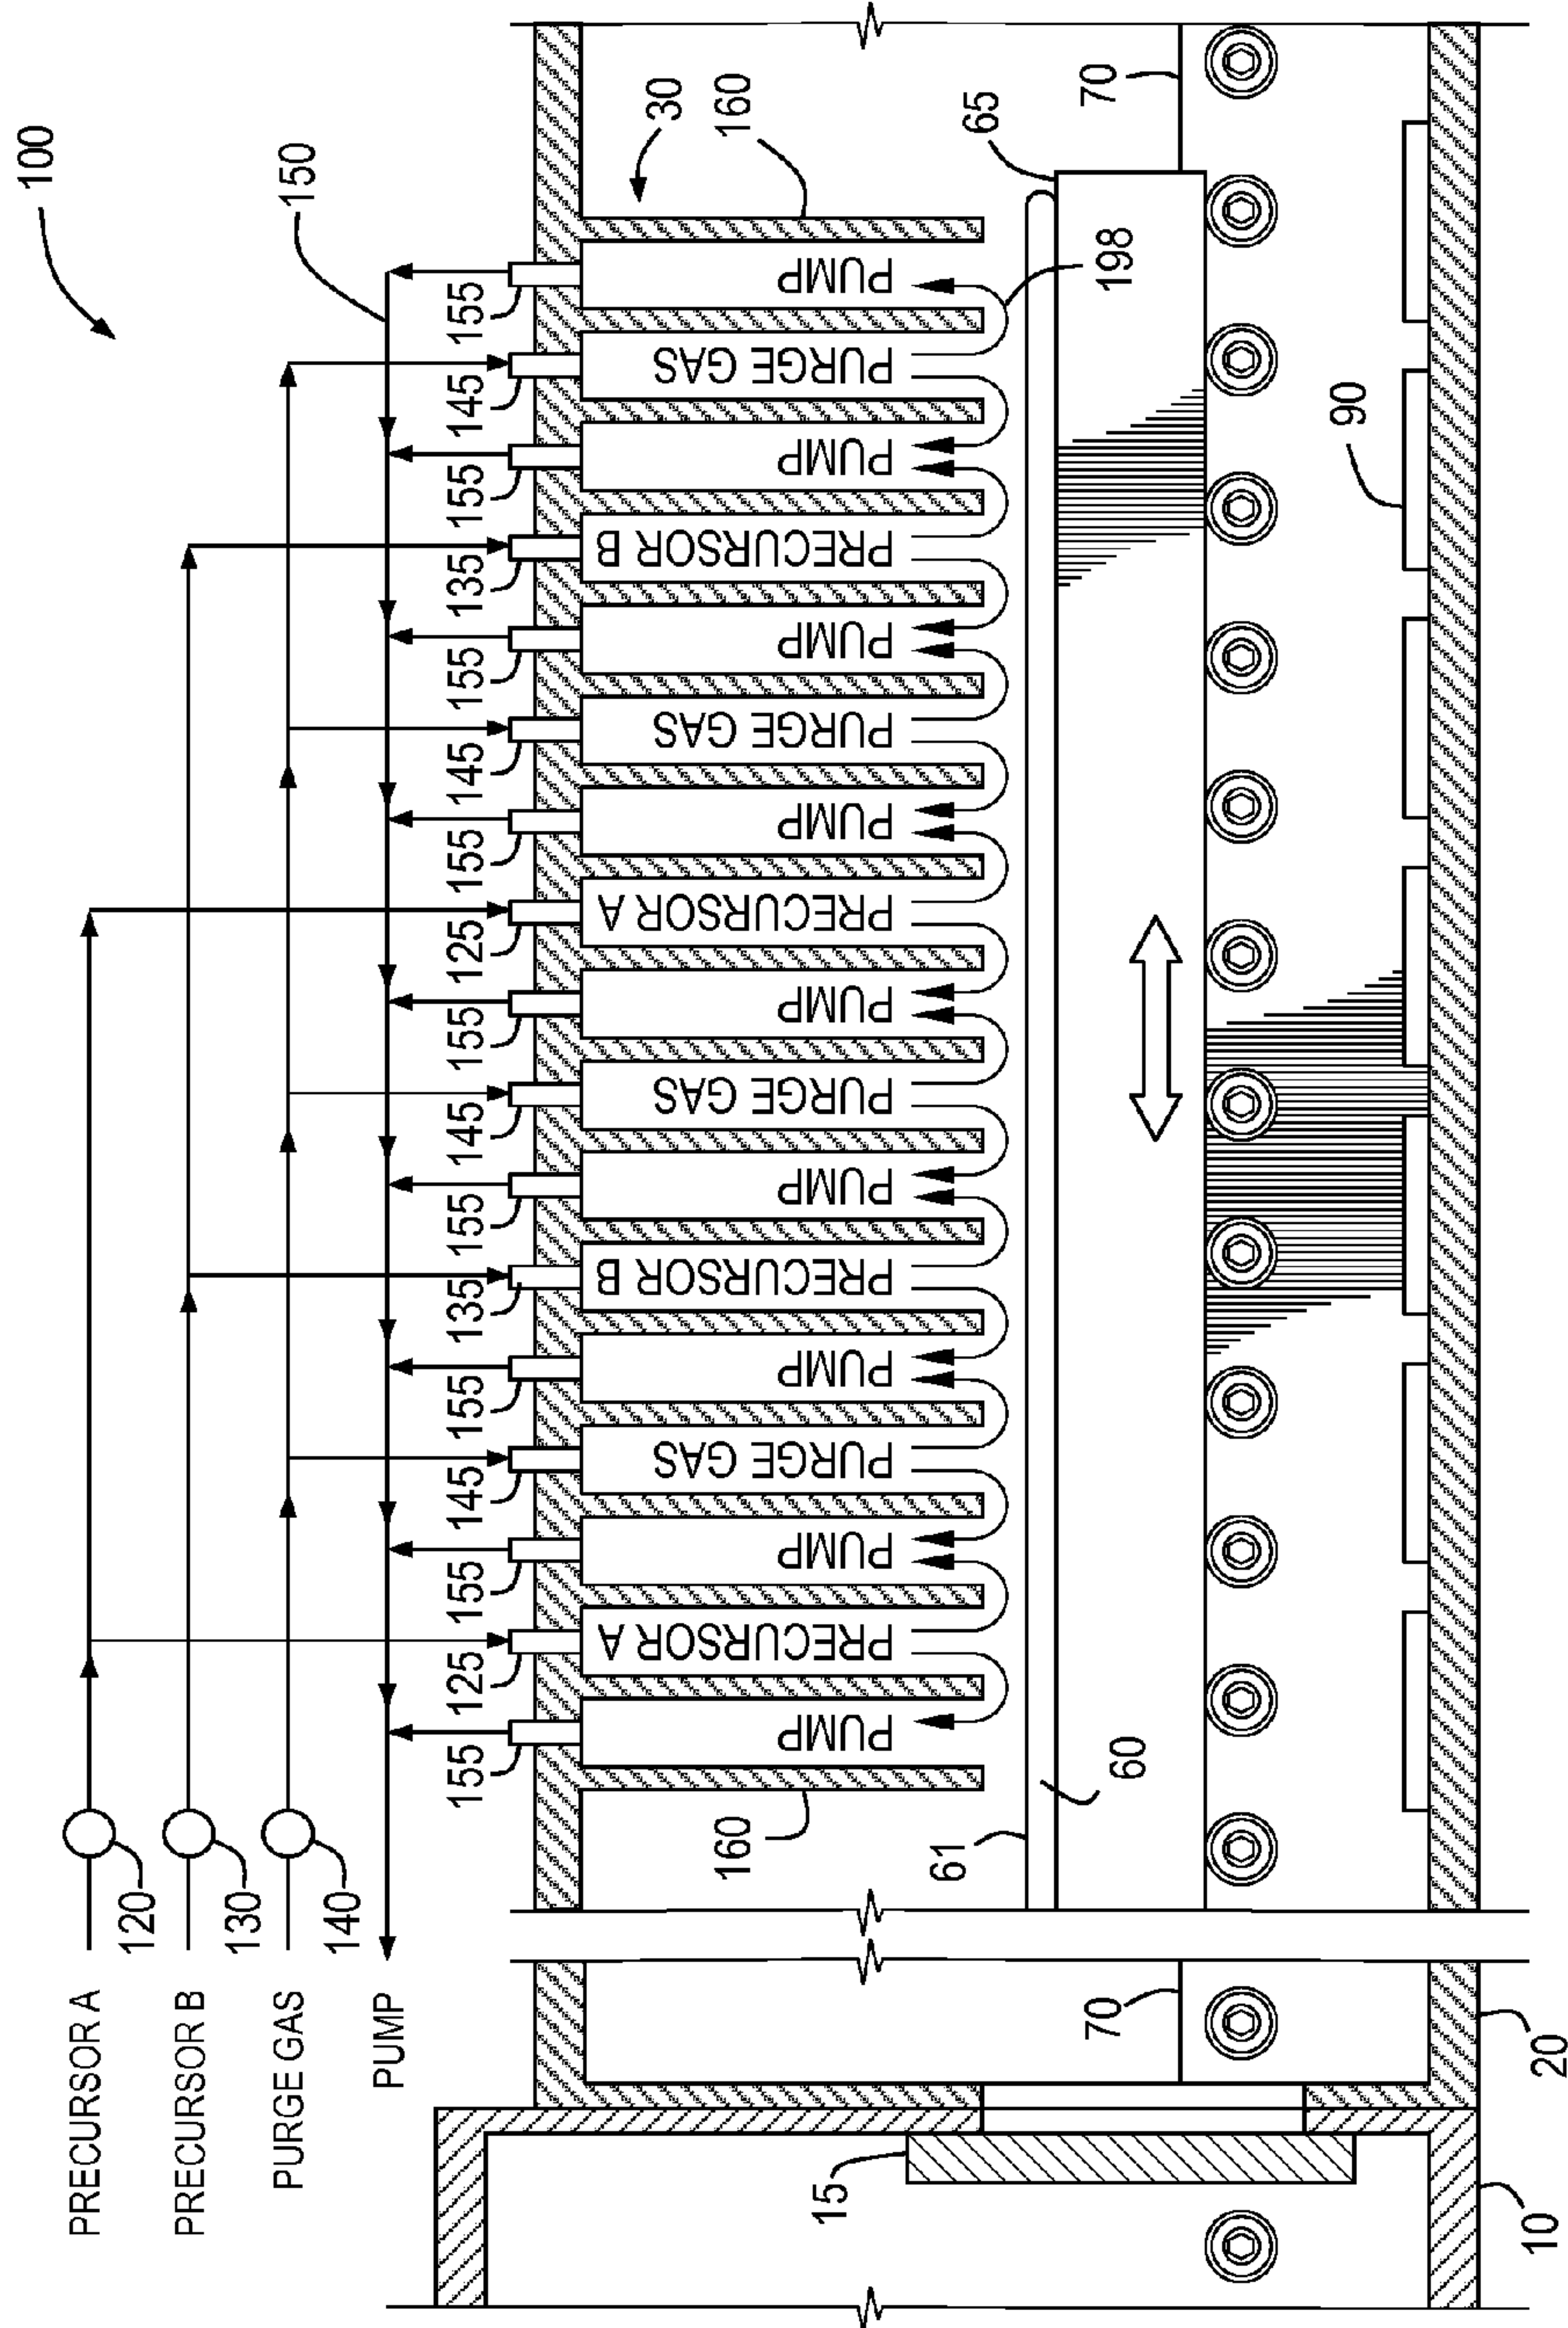 100
PRECURSOR A
120
PRECURSOR B
130
PURGE GAS
150
140
PUMP
155 125 155 145 155 135 155 145 155 125 155 145 155 135 155 145 155
PUMP
PRECURSOR A
PUMP
PURGE GAS
PUMP
PRECURSOR B
PUMP
PURGE GAS
PUMP
PRECURSOR A
PUMP
PURGE GAS
PUMP
PRECURSOR B
PUMP
PURGE GAS
PUMP
30
160
160
15
61
65
70
60
198
70
90
10
20